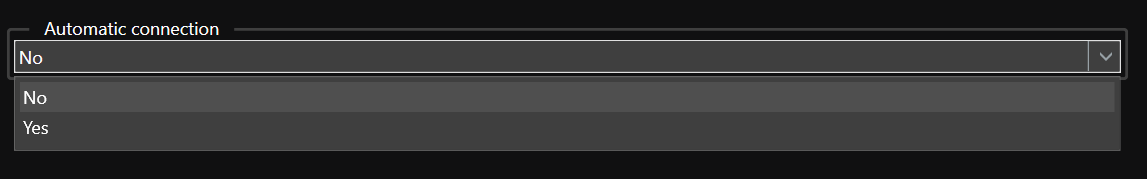 Automatic connection
No
No
Yes